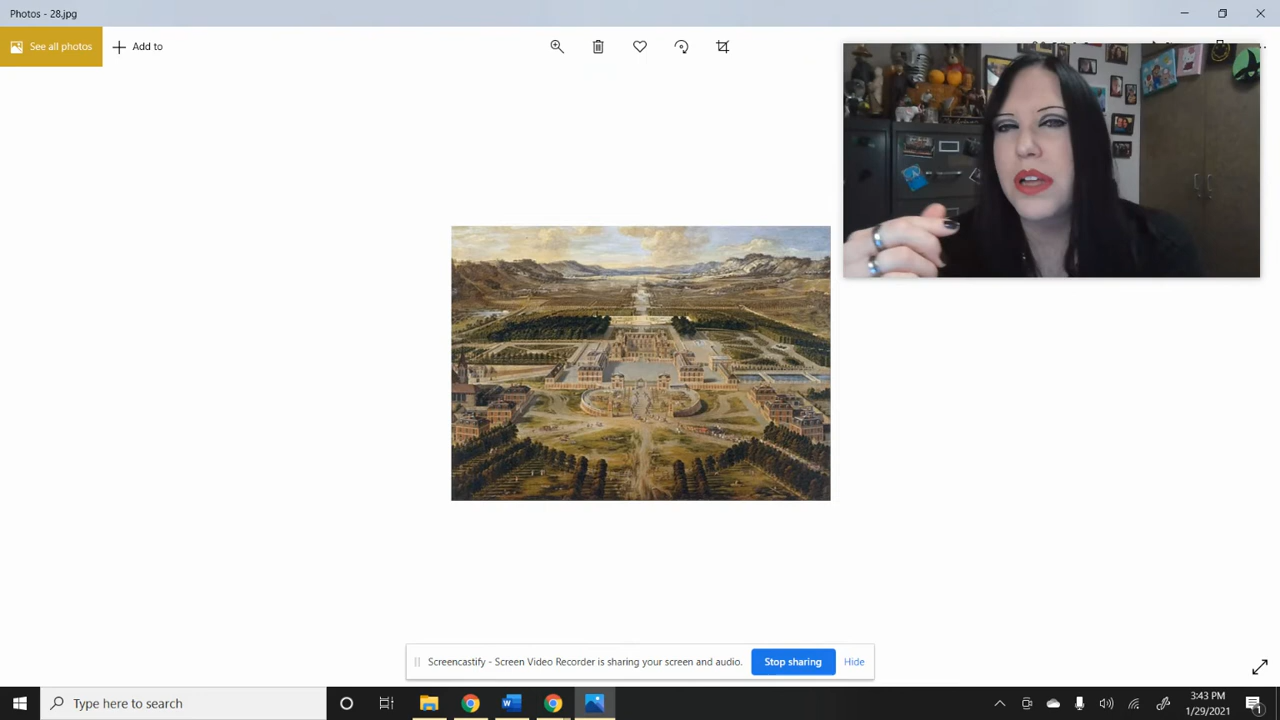 Photos - 28.jpg
See all photos
Add to
Screencastify - Screen Video Recorder is sharing your screen and audio.
Stop sharing
Hide
Type here to search
3:43 PM
1/29/2021
1